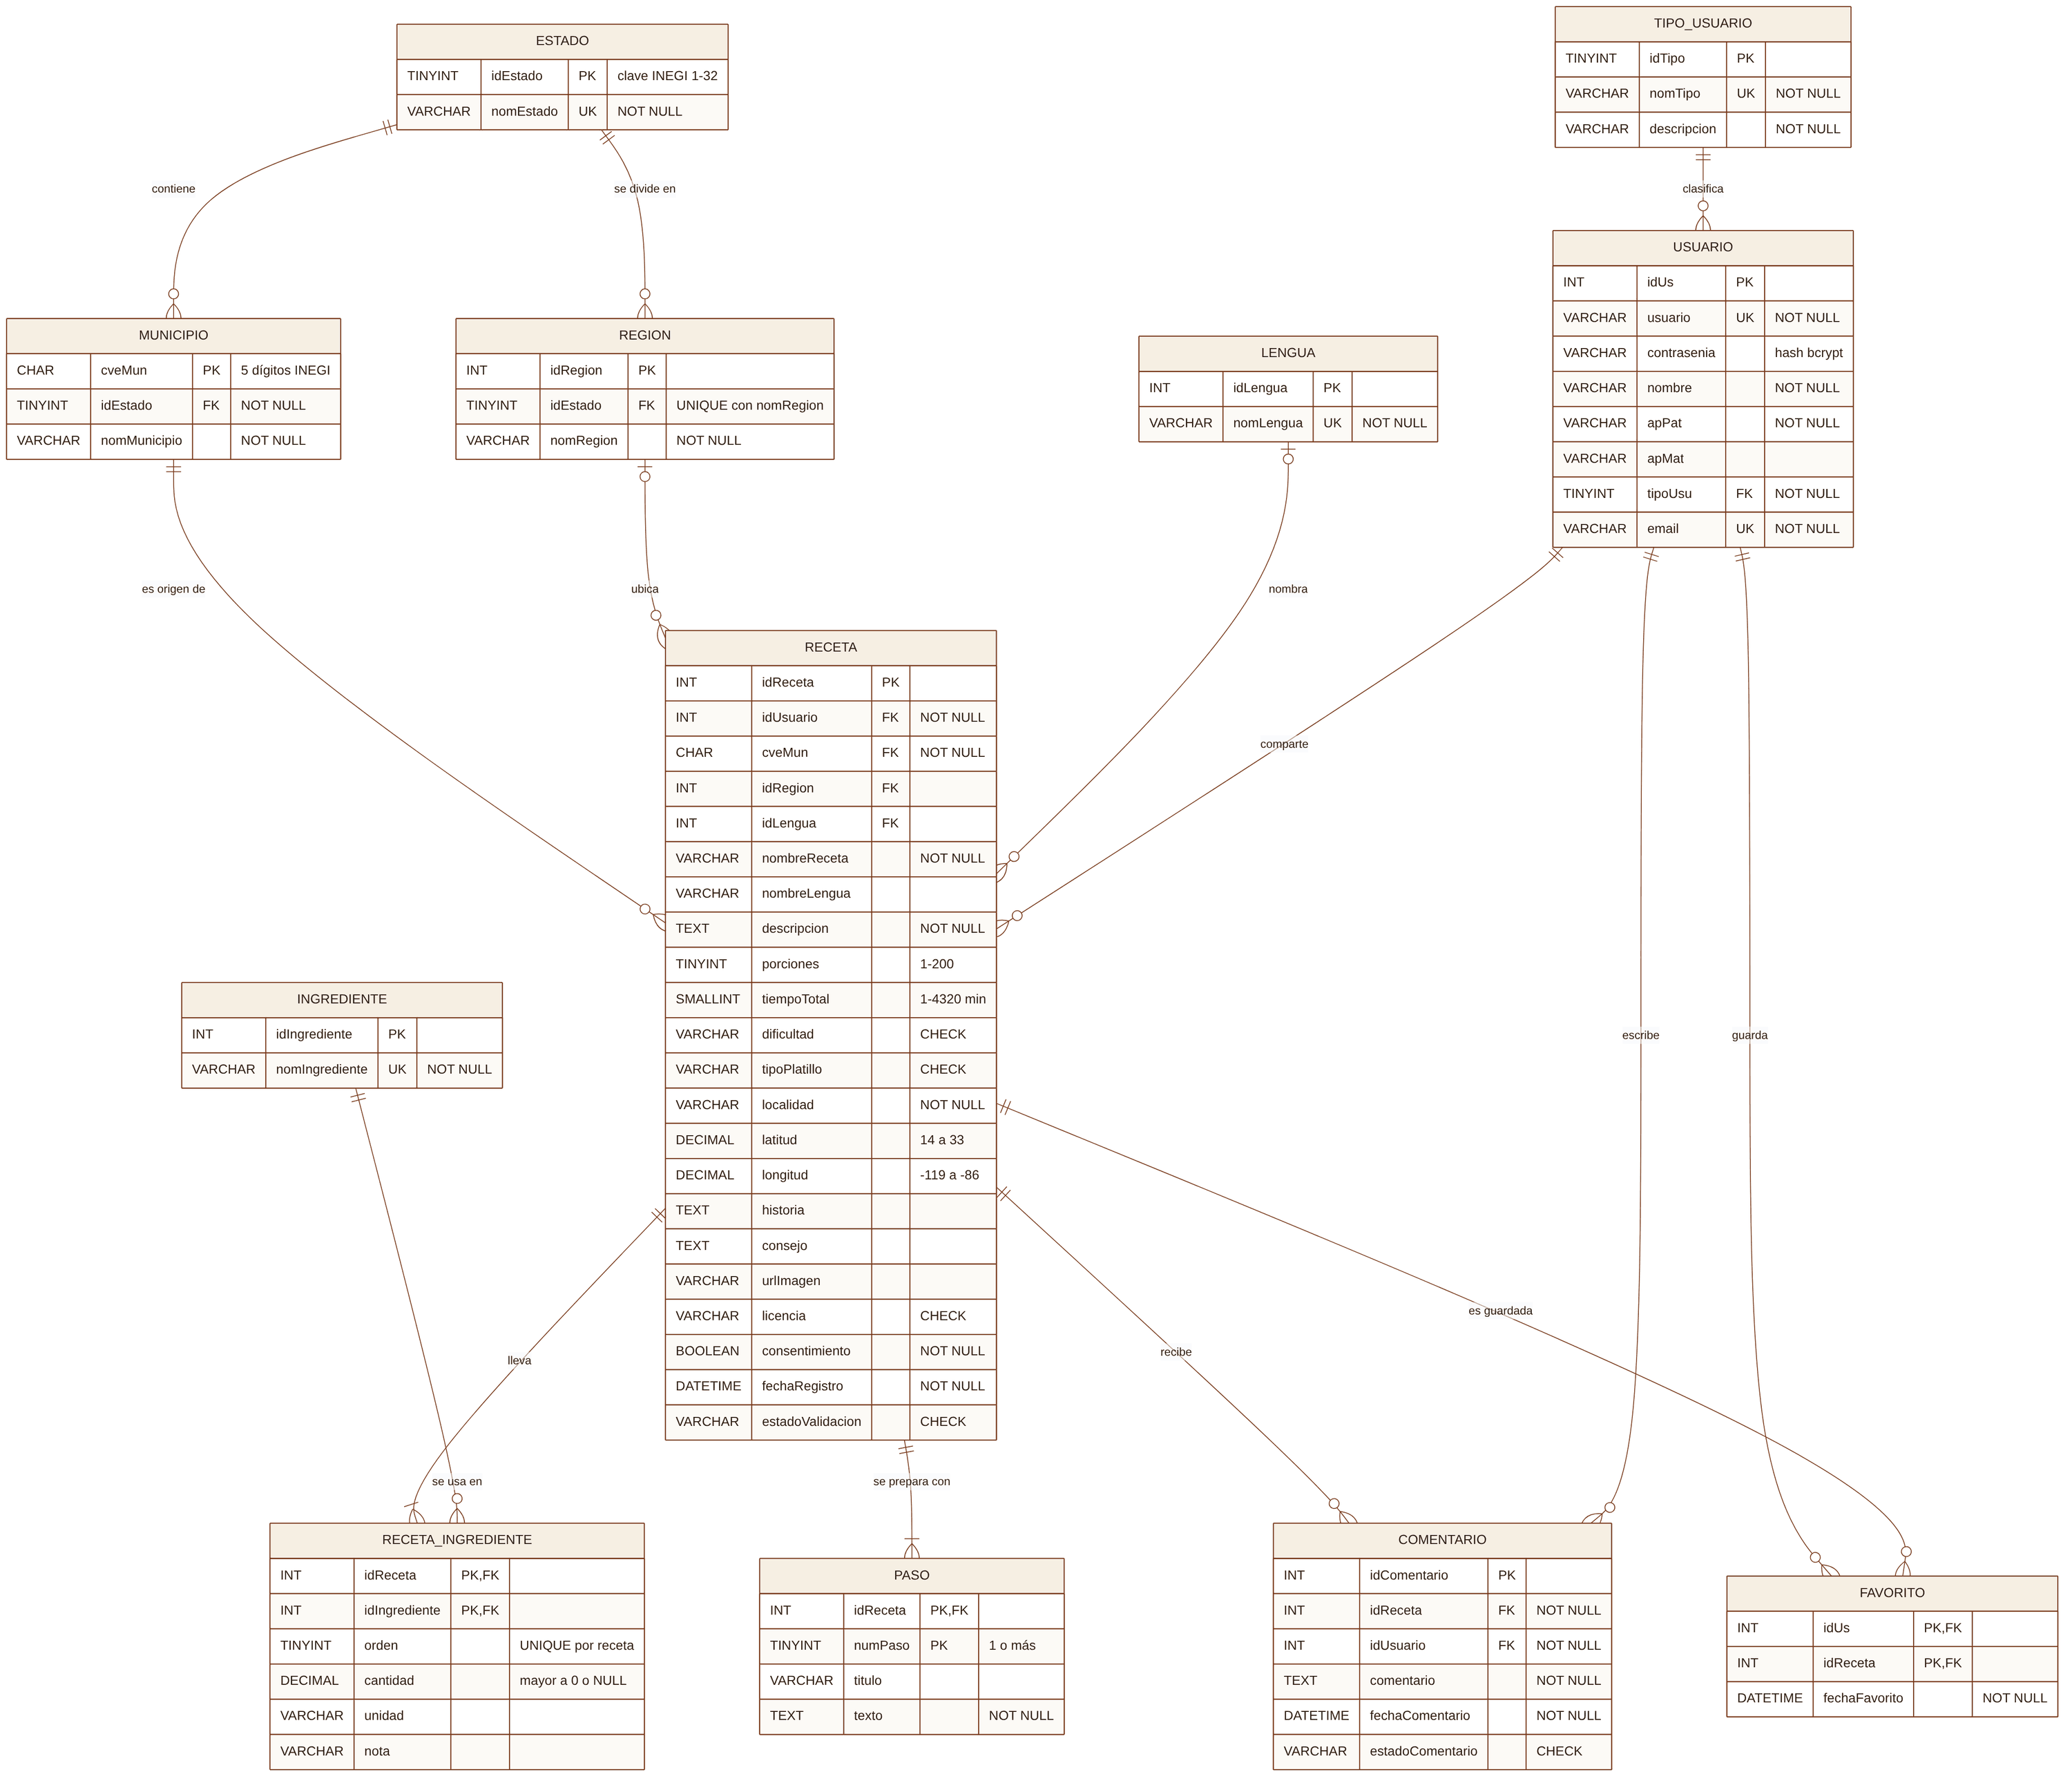 ESTADO
TINYINT idEstado PK clave INEGI 1-32
VARCHAR nomEstado UK NOT NULL
TIPO_USUARIO
TINYINT idTipo PK
VARCHAR nomTipo UK NOT NULL
VARCHAR descripcion NOT NULL
contiene
se divide en
clasifica
MUNICIPIO
CHAR cveMun PK 5 dígitos INEGI
TINYINT idEstado FK NOT NULL
VARCHAR nomMunicipio NOT NULL
REGION
INT idRegion PK
TINYINT idEstado FK UNIQUE con nomRegion
VARCHAR nomRegion NOT NULL
LENGUA
INT idLengua PK
VARCHAR nomLengua UK NOT NULL
USUARIO
INT idUs PK
VARCHAR usuario UK NOT NULL
VARCHAR contrasenia hash bcrypt
VARCHAR nombre NOT NULL
VARCHAR apPat NOT NULL
VARCHAR apMat
TINYINT tipoUsu FK NOT NULL
VARCHAR email UK NOT NULL
es origen de
ubica
nombra
comparte
RECETA
INT idReceta PK
INT idUsuario FK NOT NULL
CHAR cveMun FK NOT NULL
INT idRegion FK
INT idLengua FK
VARCHAR nombreReceta NOT NULL
VARCHAR nombreLengua
TEXT descripcion NOT NULL
TINYINT porciones 1-200
SMALLINT tiempoTotal 1-4320 min
VARCHAR dificultad CHECK
VARCHAR tipoPlatillo CHECK
VARCHAR localidad NOT NULL
DECIMAL latitud 14 a 33
DECIMAL longitud -119 a -86
TEXT historia
TEXT consejo
VARCHAR urlImagen
VARCHAR licencia CHECK
BOOLEAN consentimiento NOT NULL
DATETIME fechaRegistro NOT NULL
VARCHAR estadoValidacion CHECK
INGREDIENTE
INT idIngrediente PK
VARCHAR nomIngrediente UK NOT NULL
escribe
guarda
es guardada
lleva
recibe
se usa en
se prepara con
RECETA_INGREDIENTE
INT idReceta PK,FK
INT idIngrediente PK,FK
TINYINT orden UNIQUE por receta
DECIMAL cantidad mayor a 0 o NULL
VARCHAR unidad
VARCHAR nota
PASO
INT idReceta PK,FK
TINYINT numPaso PK 1 o más
VARCHAR titulo
TEXT texto NOT NULL
COMENTARIO
INT idComentario PK
INT idReceta FK NOT NULL
INT idUsuario FK NOT NULL
TEXT comentario NOT NULL
DATETIME fechaComentario NOT NULL
VARCHAR estadoComentario CHECK
FAVORITO
INT idUs PK,FK
INT idReceta PK,FK
DATETIME fechaFavorito NOT NULL